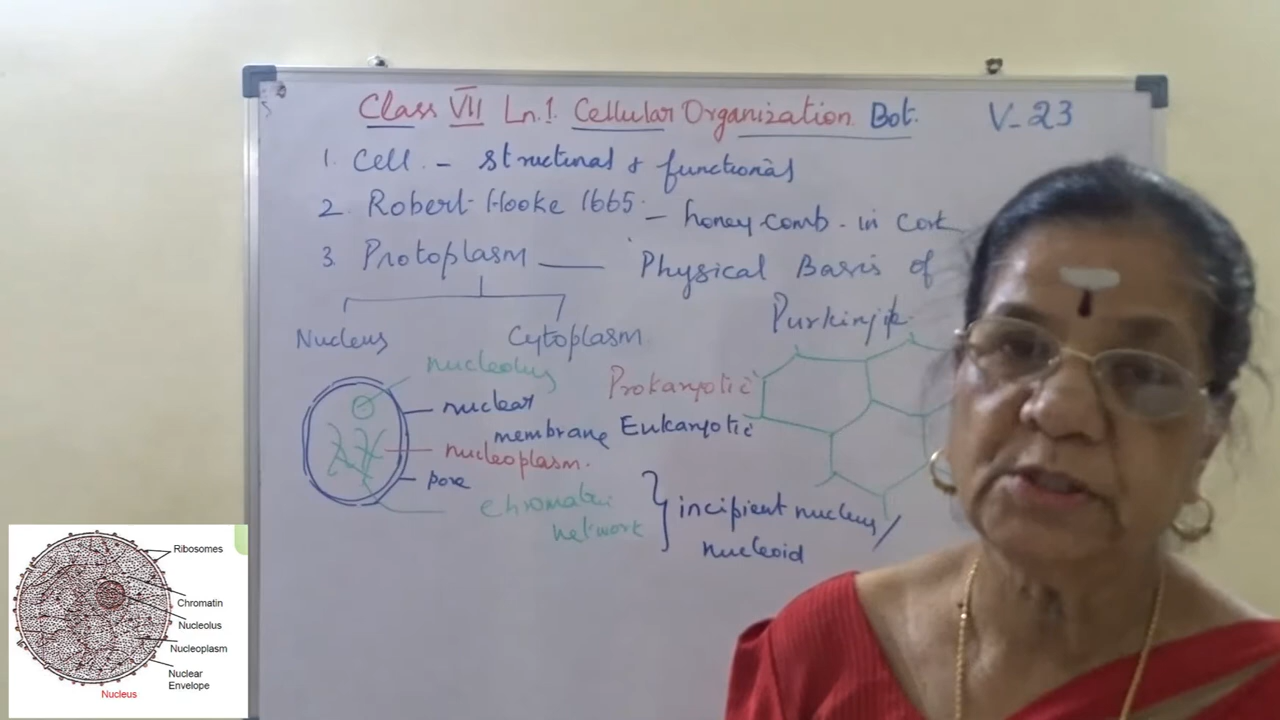 Class VII Ln.1. Cellular Organization Bot. V-23
1. Cell - structural & functional
2. Robert Hooke 1665 - honey comb - in Cork
3. Protoplasm — Physical Basis of
Purkinje
Nucleus Cytoplasm
nucleolus
nuclear membrane
nucleoplasm.
pore
chromatin network
Prokaryotic
Eukaryotic
} incipient nucleus /
nucleoid
Ribosomes
Chromatin
Nucleolus
Nucleoplasm
Nuclear
Envelope
Nucleus